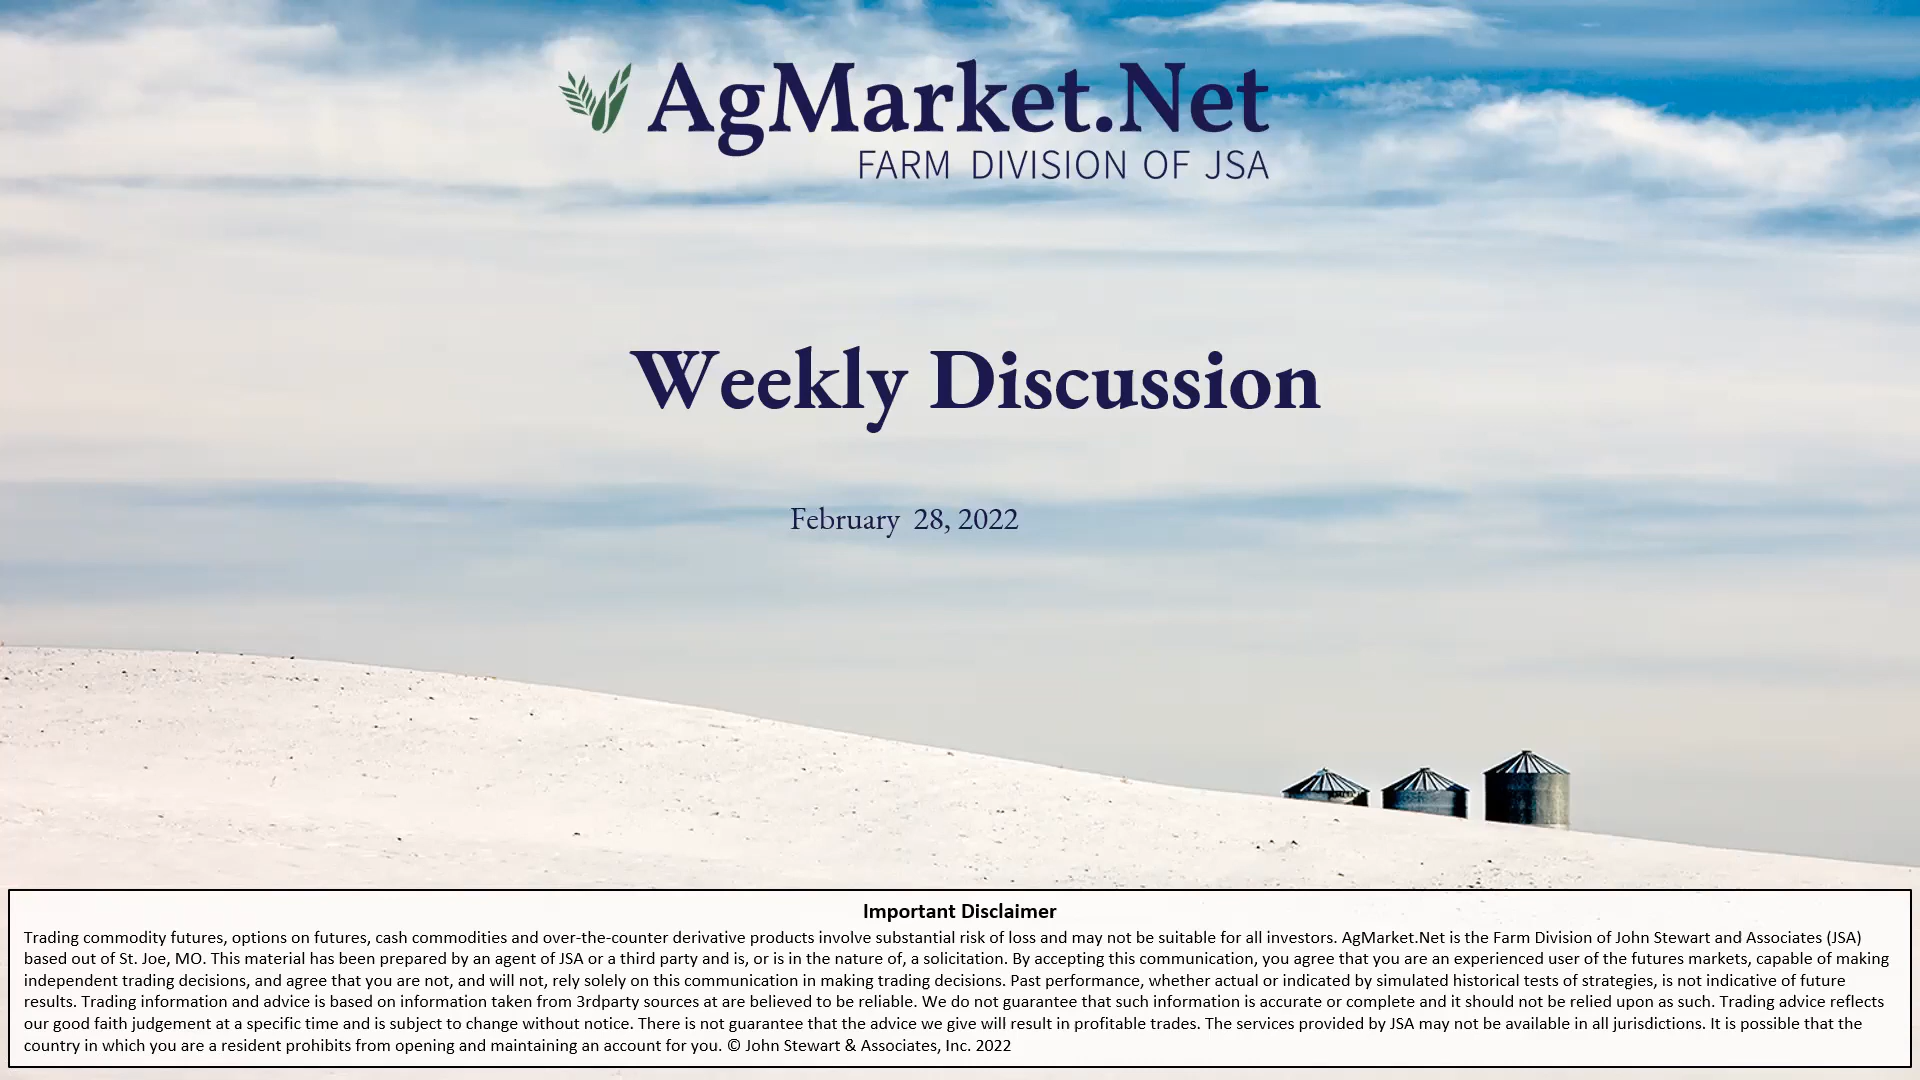 AgMarket.Net
FARM DIVISION OF JSA
Weekly Discussion
February 28, 2022
Important Disclaimer
Trading commodity futures, options on futures, cash commodities and over-the-counter derivative products involve substantial risk of loss and may not be suitable for all investors. AgMarket.Net is the Farm Division of John Stewart and Associates (JSA)
based out of St. Joe, MO. This material has been prepared by an agent of JSA or a third party and is, or is in the nature of, a solicitation. By accepting this communication, you agree that you are an experienced user of the futures markets, capable of making
independent trading decisions, and agree that you are not, and will not, rely solely on this communication in making trading decisions. Past performance, whether actual or indicated by simulated historical tests of strategies, is not indicative of future
results. Trading information and advice is based on information taken from 3rdparty sources at are believed to be reliable. We do not guarantee that such information is accurate or complete and it should not be relied upon as such. Trading advice reflects
our good faith judgement at a specific time and is subject to change without notice. There is not guarantee that the advice we give will result in profitable trades. The services provided by JSA may not be available in all jurisdictions. It is possible that the
country in which you are a resident prohibits from opening and maintaining an account for you. © John Stewart & Associates, Inc. 2022